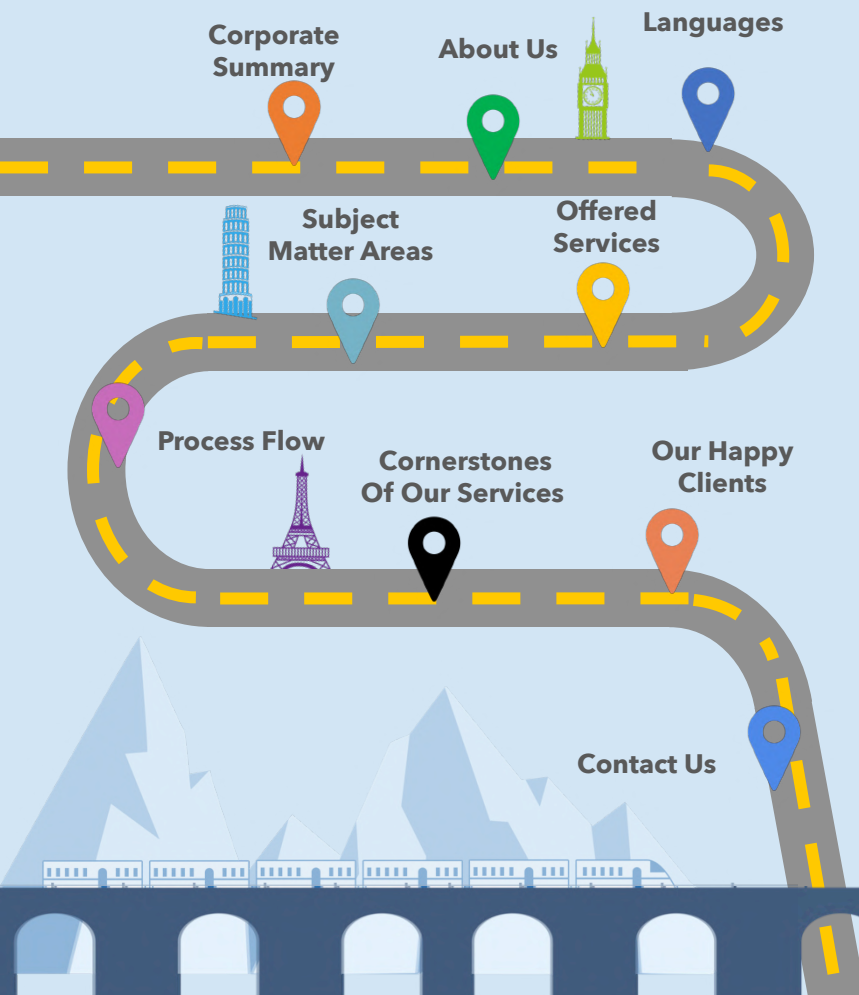 Corporate
Summary
About Us
Languages
Subject
Matter Areas
Offered
Services
Process Flow
Cornerstones
Of Our Services
Our Happy
Clients
Contact Us